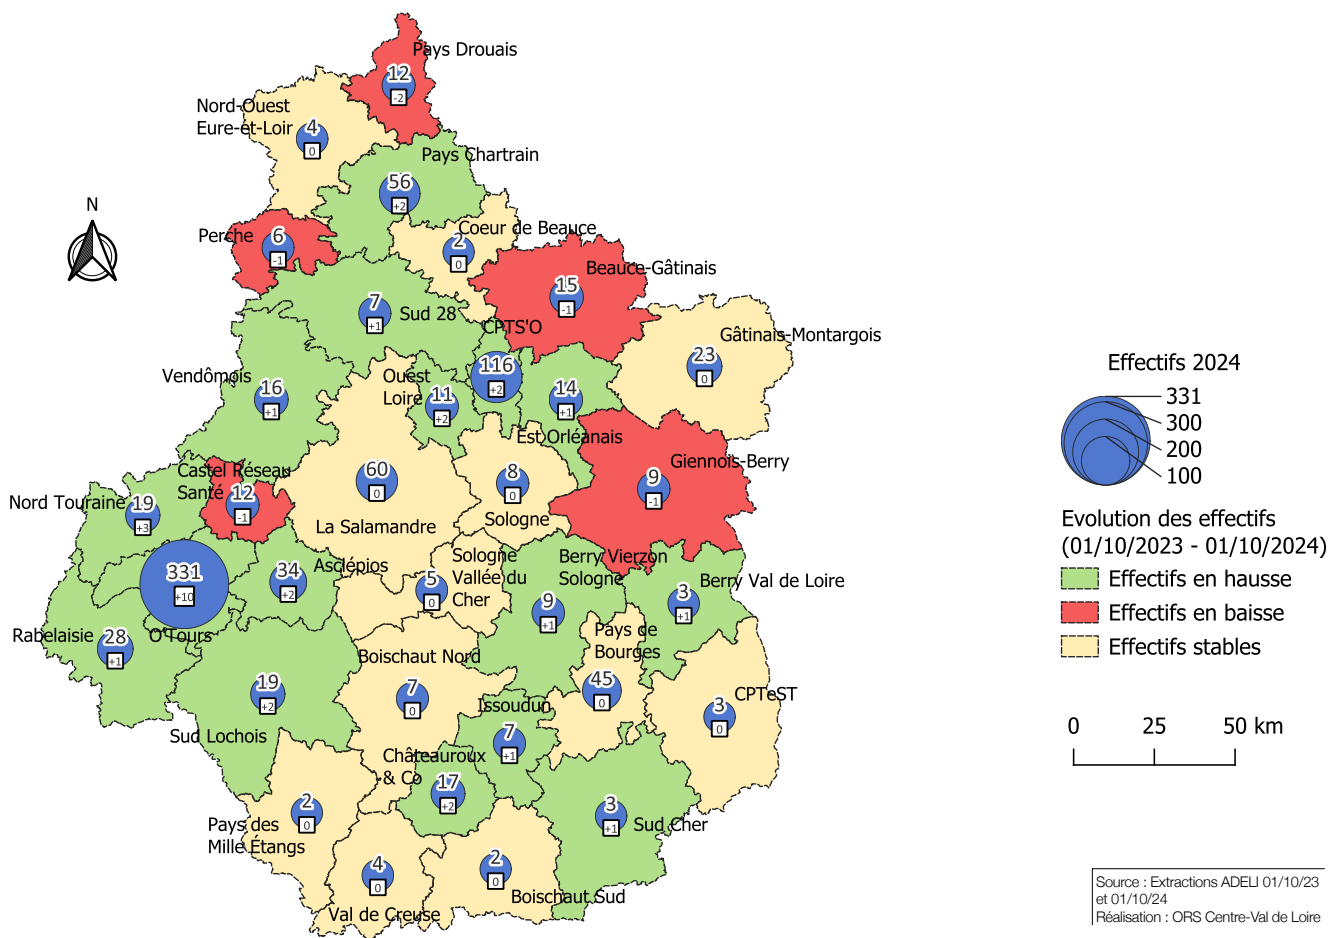 Pays Drouais
12
-2
Nord-Ouest
Eure-et-Loir
4
0
Pays Chartrain
56
+2
N
Perche
6
-1
Coeur de Beauce
2
0
Beauce-Gâtinais
15
-1
Sud 28
7
+1
CPTS'O
116
+2
Gâtinais-Montargois
23
0
Vendômois
16
+1
Ouest
Loire
11
+2
14
+1
Est Orléanais
Giennois-Berry
9
-1
Castel Réseau
Santé
12
-1
60
0
La Salamandre
8
0
Sologne
Nord Touraine
19
+3
331
+10
O'Tours
Asclépios
34
+2
Sologne
Vallée du
Cher
5
0
Berry Vierzon
Sologne
9
+1
Berry Val de Loire
3
+1
Rabelaisie
28
+1
Pays de
Bourges
45
0
Boischaut Nord
7
0
19
+2
Sud Lochois
Issoudun
7
+1
CPTeST
3
0
Châteauroux
& Co
17
+2
2
0
Pays des
Mille Étangs
3
+1
Sud Cher
4
0
Val de Creuse
2
0
Boischaut Sud
Effectifs 2024
331
300
200
100
Evolution des effectifs
(01/10/2023 - 01/10/2024)
Effectifs en hausse
Effectifs en baisse
Effectifs stables
0 25 50 km
Source : Extractions ADELI 01/10/23
et 01/10/24
Réalisation : ORS Centre-Val de Loire